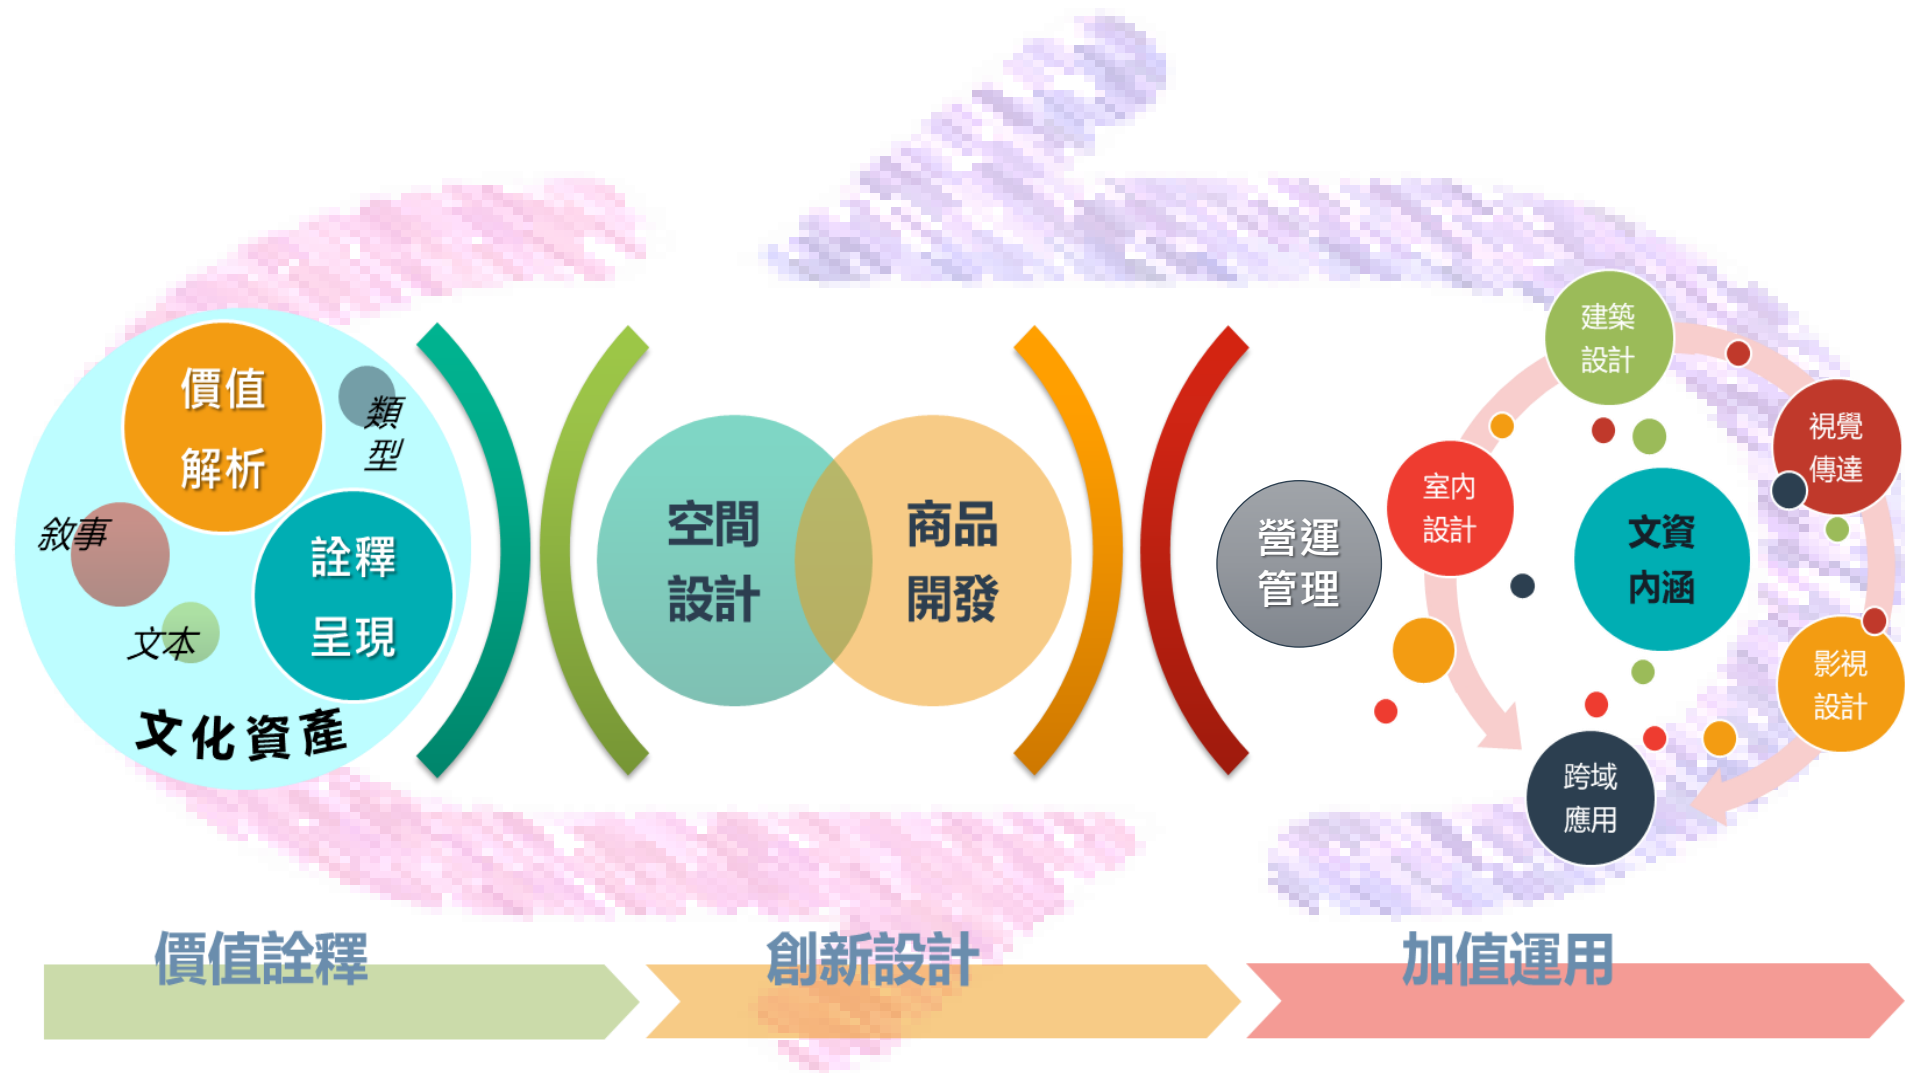 價值
解析
類
型
敘事
詮釋
呈現
文本
文化資產
空間
設計
商品
開發
營運
管理
建築
設計
視覺
傳達
室內
設計
文資
內涵
影視
設計
跨域
應用
價值詮釋
創新設計
加值運用